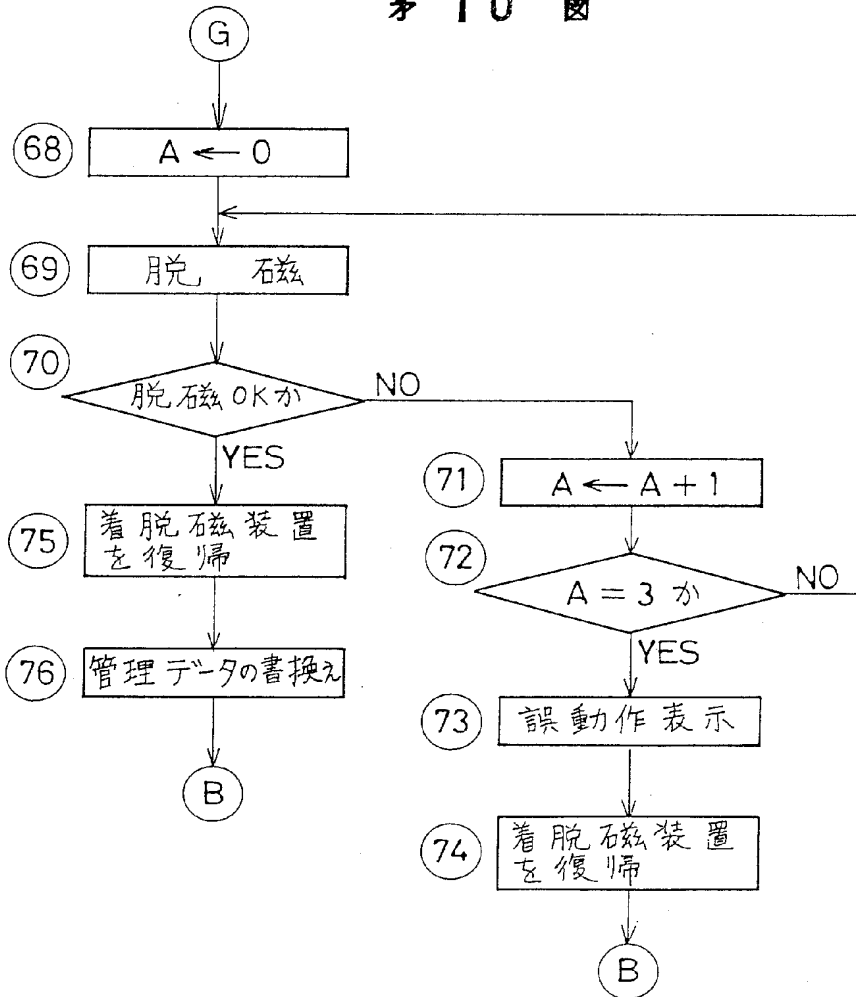 第10図
G
68
A ← 0
69
脱 磁
70
脱磁OKか
NO
YES
71
A ← A + 1
75
着脱磁装置
を復帰
72
A = 3 か
NO
YES
76
管理データの書換え
73
誤動作表示
B
74
着脱磁装置
を復帰
B